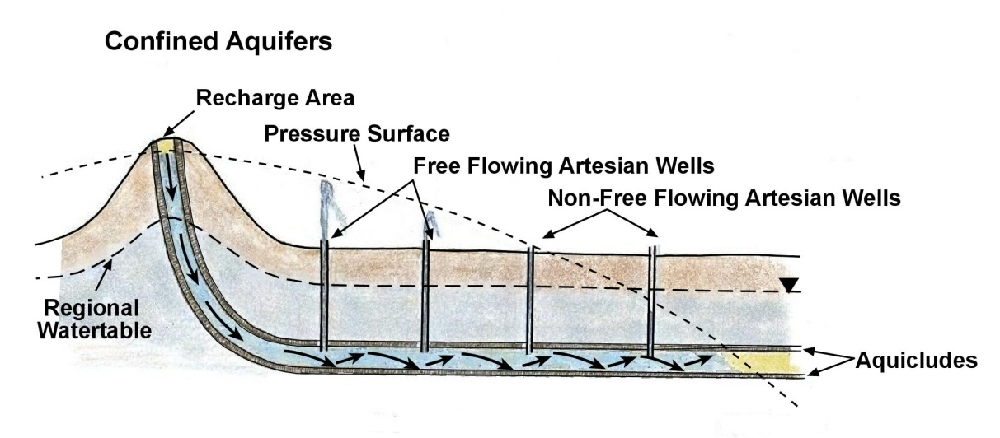 Confined Aquifers
Recharge Area
Pressure Surface
Free Flowing Artesian Wells
Non-Free Flowing Artesian Wells
Regional
Watertable
Aquicludes